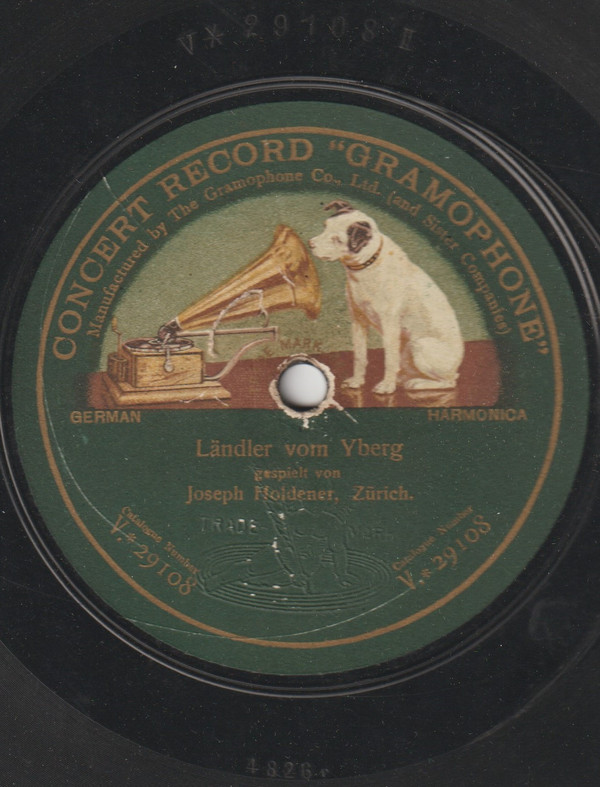 V* 29108 II
CONCERT RECORD "GRAMOPHONE"
Manufactured by The Gramophone Co., Ltd. (and Sister Companies)
MARK
GERMAN HARMONICA
Ländler vom Yberg
gespielt von
Joseph Holdener, Zürich.
TRADE
Catalogue Number
V.* 29108
Catalogue Number
V.* 29108